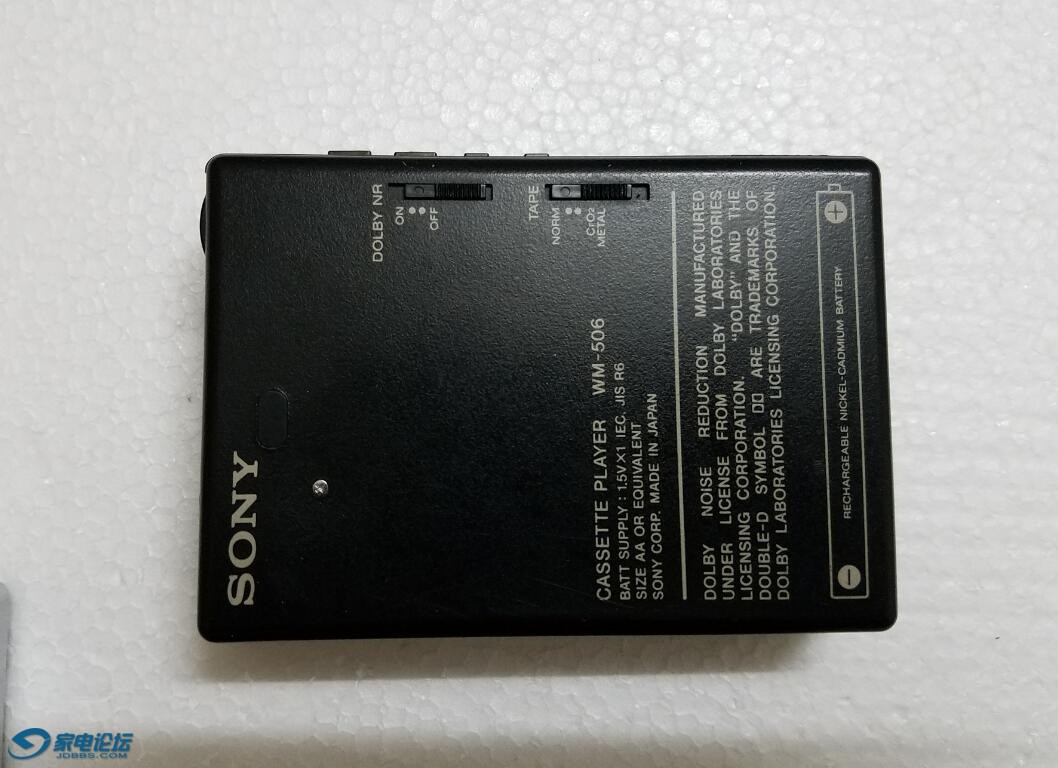 SONY
DOLBY NR
ON
OFF
TAPE
NORM
CrO₂
METAL
CASSETTE PLAYER WM-506
BATT SUPPLY : 1.5V×1 IEC. JIS R6
SIZE AA OR EQUIVALENT
SONY CORP. MADE IN JAPAN
DOLBY NOISE REDUCTION MANUFACTURED
UNDER LICENSE FROM DOLBY LABORATORIES
LICENSING CORPORATION. "DOLBY" AND THE
DOUBLE-D SYMBOL ▯▯ ARE TRADEMARKS OF
DOLBY LABORATORIES LICENSING CORPORATION.
RECHARGEABLE NICKEL-CADMIUM BATTERY
家电论坛
JDBBS.COM